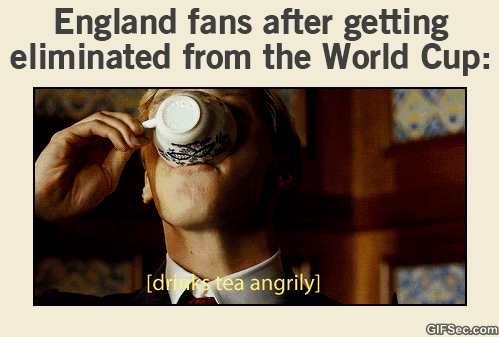 England fans after getting
eliminated from the World Cup:
[drinks tea angrily]
GIFSec.com